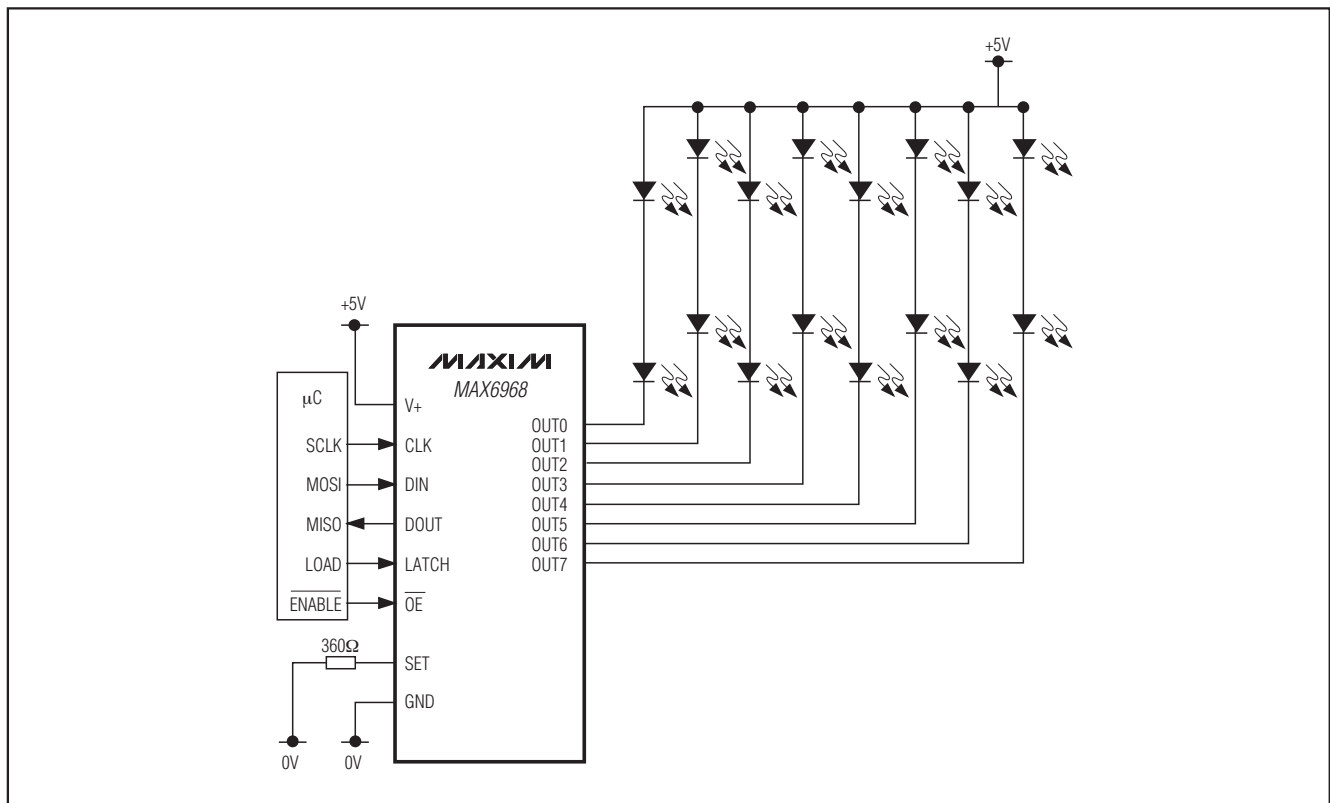 +5V
+5V
MAXIM
MAX6968
µC
V+
SCLK
CLK
MOSI
DIN
MISO
DOUT
LOAD
LATCH
ENABLE
OE
360Ω
SET
GND
0V
0V
OUT0
OUT1
OUT2
OUT3
OUT4
OUT5
OUT6
OUT7